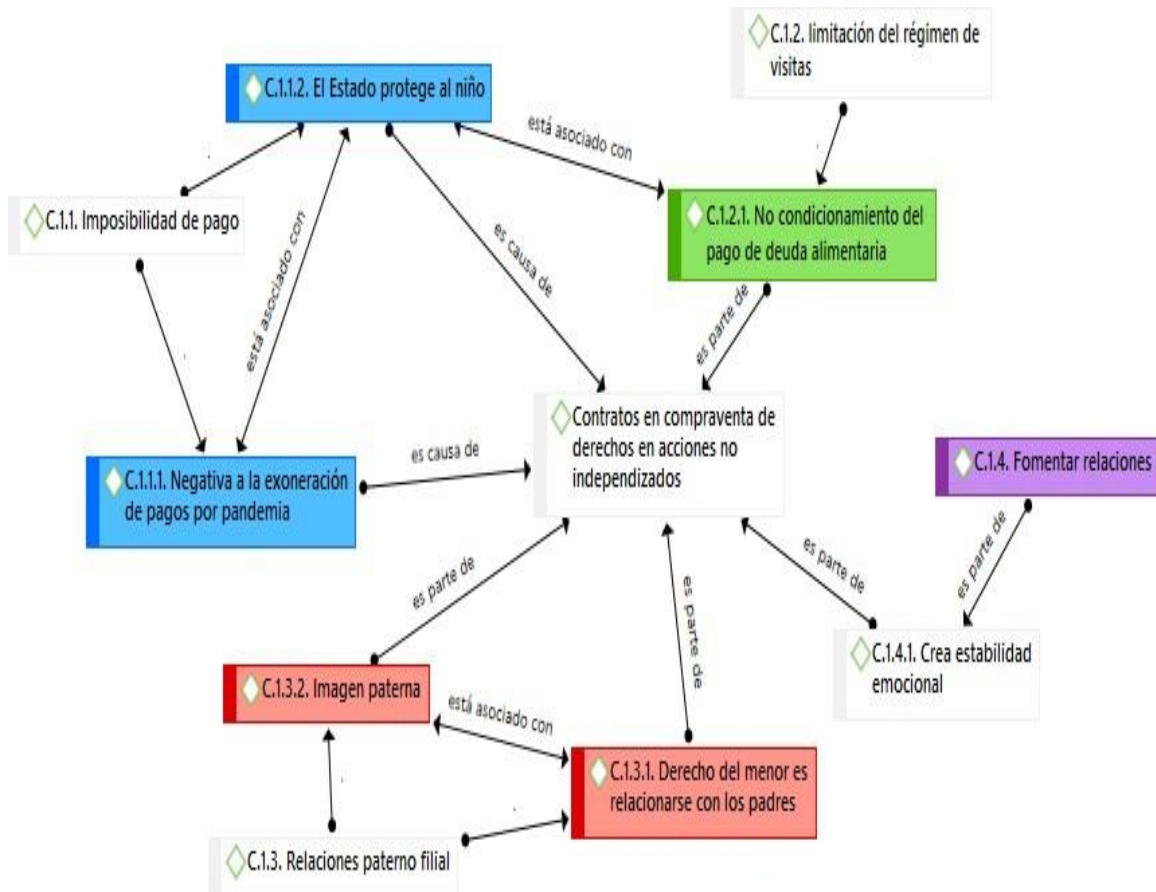 C.1.2. limitación del régimen de
visitas
C.1.1.2. El Estado protege al niño
está asociado con
C.1.2.1. No condicionamiento del
pago de deuda alimentaria
C.1.1. Imposibilidad de pago
está asociado con
es causa de
es parte de
Contratos en compraventa de
derechos en acciones no
independizados
C.1.4. Fomentar relaciones
es causa de
C.1.1.1. Negativa a la exoneración
de pagos por pandemia
es parte de
es parte de
es parte de
es parte de
C.1.4.1. Crea estabilidad
emocional
C.1.3.2. Imagen paterna
está asociado con
C.1.3.1. Derecho del menor es
relacionarse con los padres
C.1.3. Relaciones paterno filial